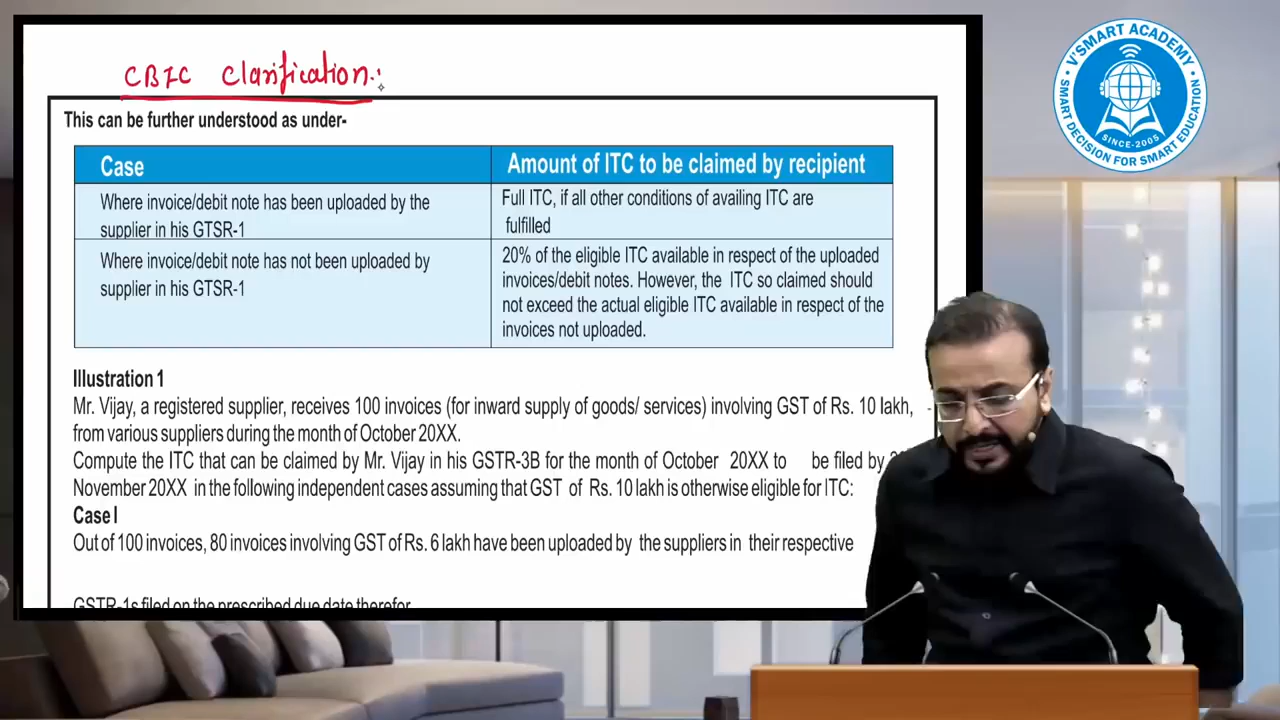 CBIC Clarification:
This can be further understood as under-
Case
Amount of ITC to be claimed by recipient
Where invoice/debit note has been uploaded by the
supplier in his GTSR-1
Full ITC, if all other conditions of availing ITC are
fulfilled
Where invoice/debit note has not been uploaded by
supplier in his GTSR-1
20% of the eligible ITC available in respect of the uploaded
invoices/debit notes. However, the ITC so claimed should
not exceed the actual eligible ITC available in respect of the
invoices not uploaded.
Illustration 1
Mr. Vijay, a registered supplier, receives 100 invoices (for inward supply of goods/ services) involving GST of Rs. 10 lakh,
from various suppliers during the month of October 20XX.
Compute the ITC that can be claimed by Mr. Vijay in his GSTR-3B for the month of October 20XX to be filed by
November 20XX in the following independent cases assuming that GST of Rs. 10 lakh is otherwise eligible for ITC:
Case I
Out of 100 invoices, 80 invoices involving GST of Rs. 6 lakh have been uploaded by the suppliers in their respective
GSTR-1s filed on the prescribed due date therefor.
V'SMART ACADEMY
SINCE-2005
SMART DECISION FOR SMART EDUCATION